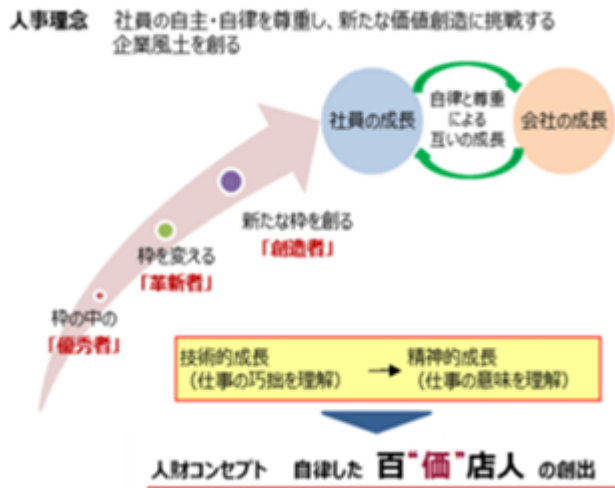 人事理念 社員の自主・自律を尊重し、新たな価値創造に挑戦する
企業風土を創る
社員の成長
自律と尊重
による
互いの成長
会社の成長
新たな枠を創る
「創造者」
枠を変える
「革新者」
枠の中の
「優秀者」
技術的成長
（仕事の巧拙を理解）
精神的成長
（仕事の意味を理解）
人財コンセプト 自律した 百“価”店人 の創出